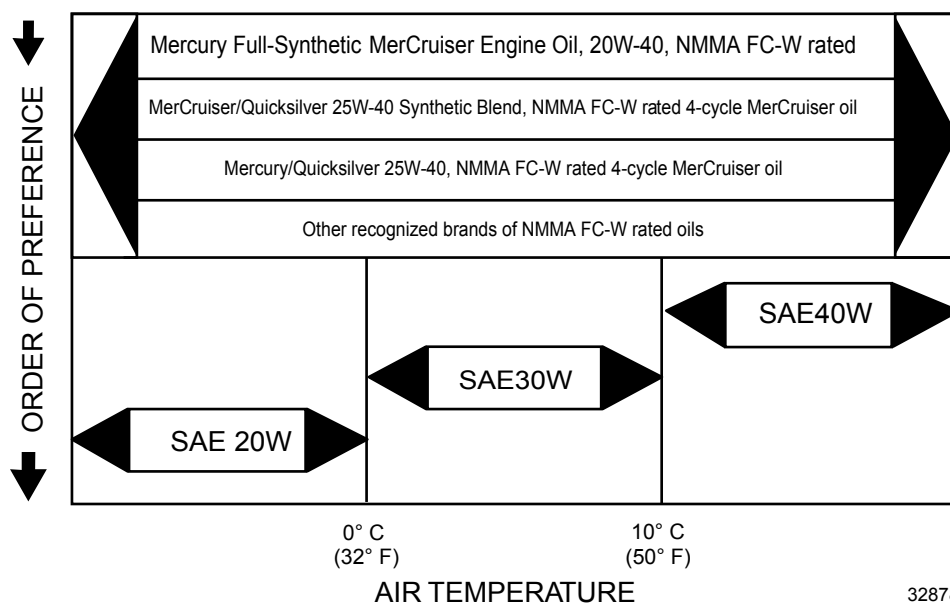 ORDER OF PREFERENCE
Mercury Full-Synthetic MerCruiser Engine Oil, 20W-40, NMMA FC-W rated
MerCruiser/Quicksilver 25W-40 Synthetic Blend, NMMA FC-W rated 4-cycle MerCruiser oil
Mercury/Quicksilver 25W-40, NMMA FC-W rated 4-cycle MerCruiser oil
Other recognized brands of NMMA FC-W rated oils
SAE40W
SAE30W
SAE 20W
0° C
(32° F)
10° C
(50° F)
AIR TEMPERATURE
3287